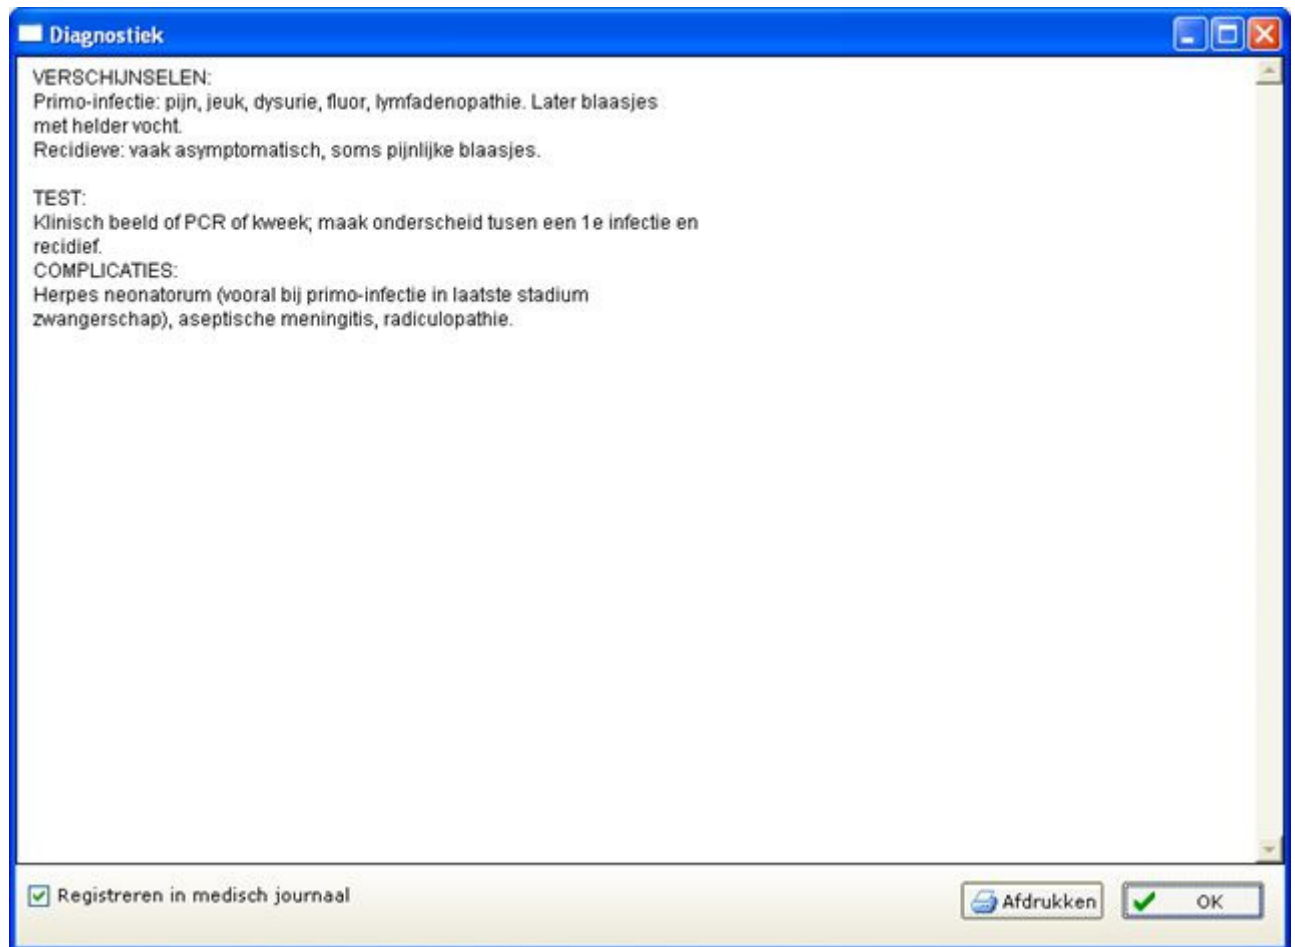 Diagnostiek
VERSCHIJNSELEN:
Primo-infectie: pijn, jeuk, dysurie, fluor, lymfadenopathie. Later blaasjes
met helder vocht.
Recidieve: vaak asymptomatisch, soms pijnlijke blaasjes.
TEST:
Klinisch beeld of PCR of kweek; maak onderscheid tusen een 1e infectie en
recidief.
COMPLICATIES:
Herpes neonatorum (vooral bij primo-infectie in laatste stadium
zwangerschap), aseptische meningitis, radiculopathie.
Registreren in medisch journaal
Afdrukken
OK